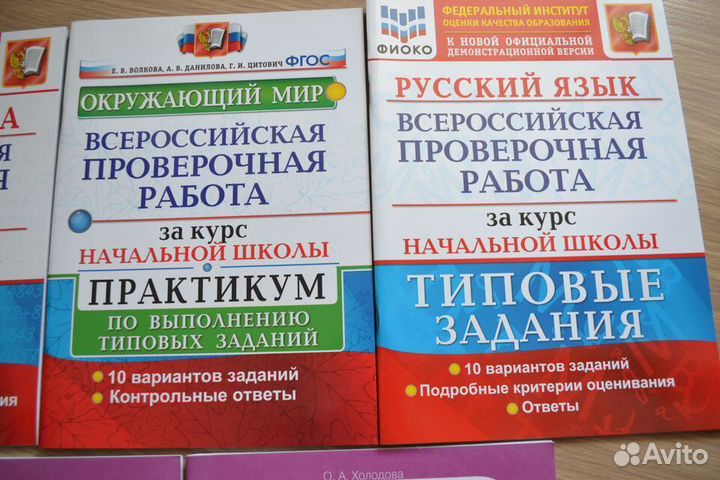 А
Я
Я
ния
Е. В. ВОЛКОВА, А. В. ДАНИЛОВА, Г. И. ЦИТОВИЧ
ФГОС
ОКРУЖАЮЩИЙ МИР
ВСЕРОССИЙСКАЯ
ПРОВЕРОЧНАЯ
РАБОТА
за курс
НАЧАЛЬНОЙ ШКОЛЫ
ПРАКТИКУМ
ПО ВЫПОЛНЕНИЮ
ТИПОВЫХ ЗАДАНИЙ
10 вариантов заданий
Контрольные ответы
ФИОКО
ФЕДЕРАЛЬНЫЙ ИНСТИТУТ
ОЦЕНКИ КАЧЕСТВА ОБРАЗОВАНИЯ
К НОВОЙ ОФИЦИАЛЬНОЙ
ДЕМОНСТРАЦИОННОЙ ВЕРСИИ
РУССКИЙ ЯЗЫК
ВСЕРОССИЙСКАЯ
ПРОВЕРОЧНАЯ
РАБОТА
за курс
НАЧАЛЬНОЙ ШКОЛЫ
ТИПОВЫЕ
ЗАДАНИЯ
10 вариантов заданий
Подробные критерии оценивания
Ответы
О. А. Холодова
Avito